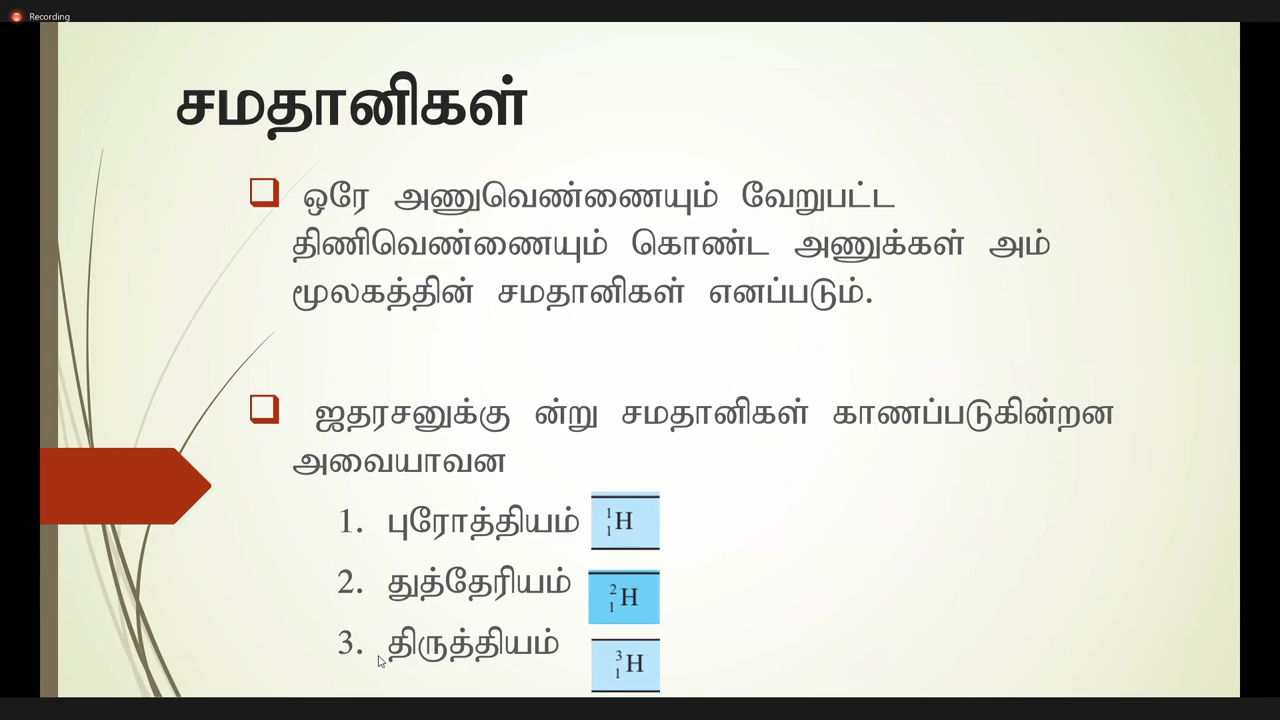 Recording
சமதானிகள்
ஒரே அணுவெண்ணையும் வேறுபட்ட
திணிவெண்ணையும் கொண்ட அணுக்கள் அம்
மூலகத்தின் சமதானிகள் எனப்படும்.
ஐதரசனுக்கு ன்று சமதானிகள் காணப்படுகின்றன
அவையாவன
1. புரோத்தியம் ¹₁H
2. துத்தேரியம் ²₁H
3. திருத்தியம் ³₁H